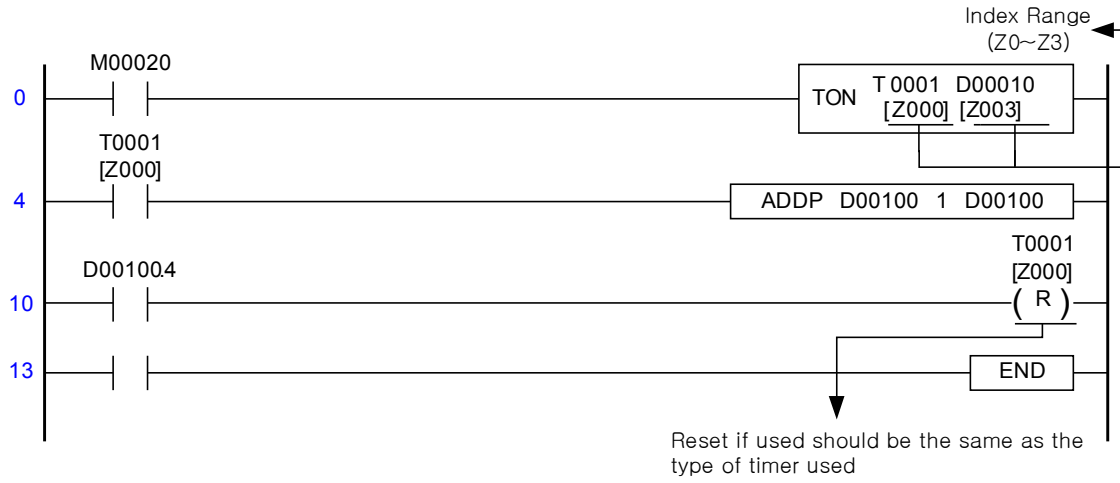 Index Range
(Z0~Z3)
M00020
0
TON T 0001 D00010
[Z000] [Z003]
T0001
[Z000]
4
ADDP D00100 1 D00100
T0001
[Z000]
D00100.4
10
( R )
13
END
Reset if used should be the same as the
type of timer used